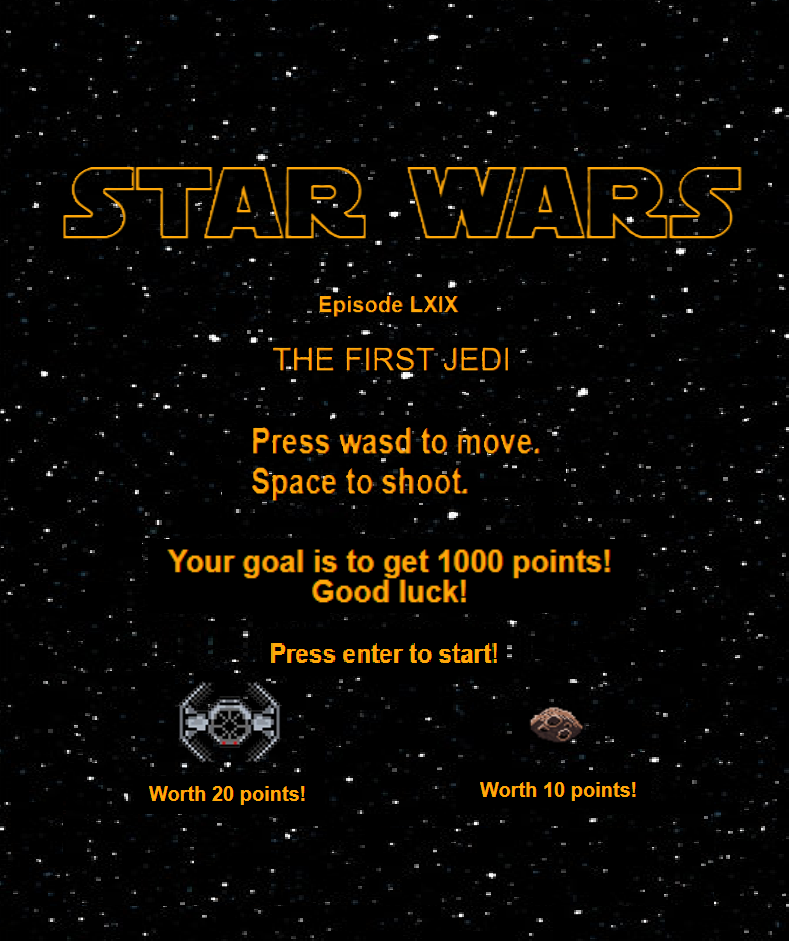 STAR WARS
Episode LXIX
THE FIRST JEDI
Press wasd to move.
Space to shoot.
Your goal is to get 1000 points!
Good luck!
Press enter to start!
Worth 20 points!
Worth 10 points!